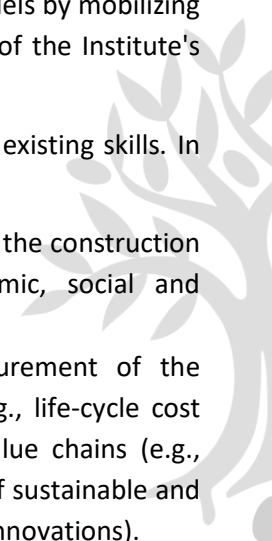 dels by mobilizing
of the Institute's
existing skills. In
the construction
mic, social and
urement of the
g., life-cycle cost
lue chains (e.g.,
f sustainable and
nnovations).